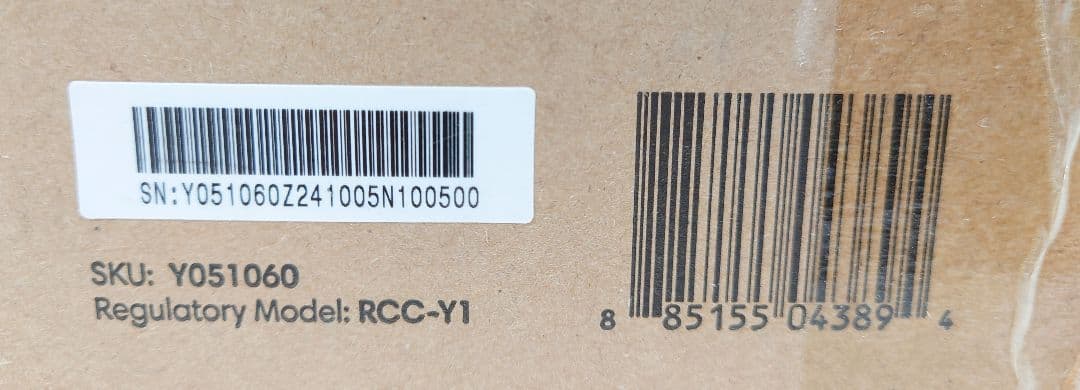 SN:Y051060Z241005N100500
SKU: Y051060
Regulatory Model: RCC-Y1
8 85155 04389 4